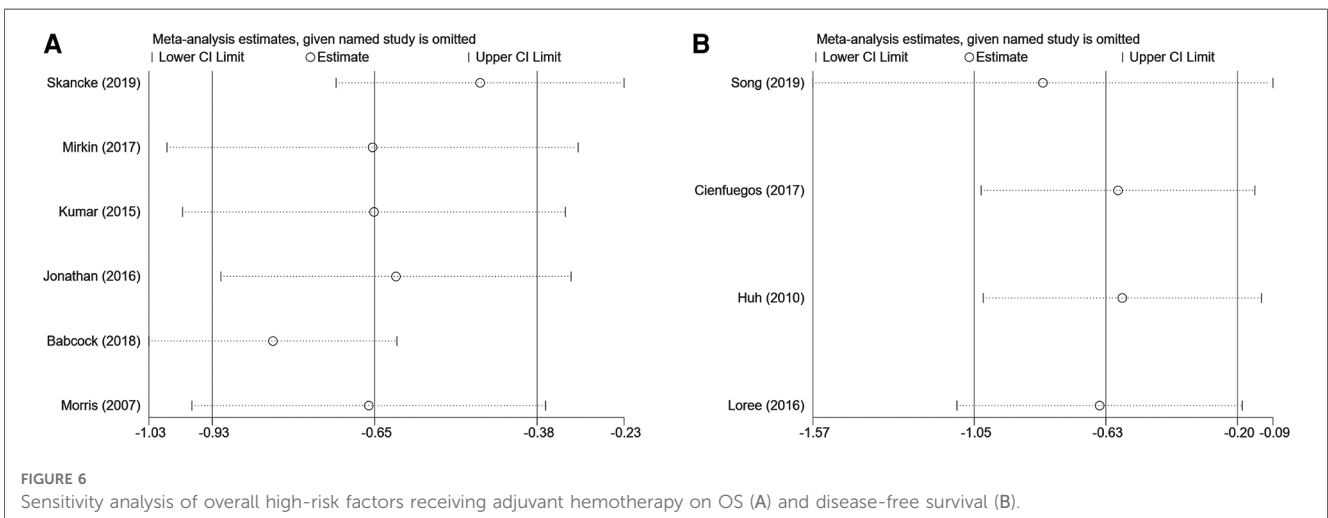 A
Meta-analysis estimates, given named study is omitted
| Lower CI Limit ○ Estimate | Upper CI Limit
Skancke (2019)
Mirkin (2017)
Kumar (2015)
Jonathan (2016)
Babcock (2018)
Morris (2007)
-1.03 -0.93 -0.65 -0.38 -0.23
B
Meta-analysis estimates, given named study is omitted
| Lower CI Limit ○ Estimate | Upper CI Limit
Song (2019)
Cienfuegos (2017)
Huh (2010)
Loree (2016)
-1.57 -1.05 -0.63 -0.20 -0.09
FIGURE 6
Sensitivity analysis of overall high-risk factors receiving adjuvant hemotherapy on OS (A) and disease-free survival (B).